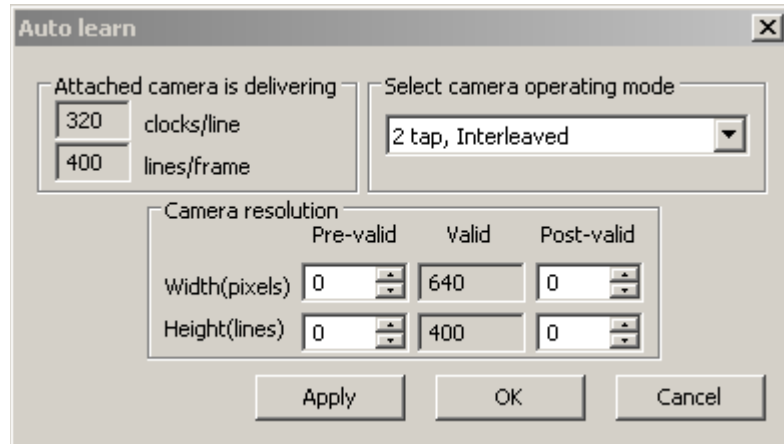 Auto learn
Attached camera is delivering
320 clocks/line
400 lines/frame
Select camera operating mode
2 tap, Interleaved
Camera resolution
Pre-valid Valid Post-valid
Width(pixels) 0 640 0
Height(lines) 0 400 0
Apply OK Cancel